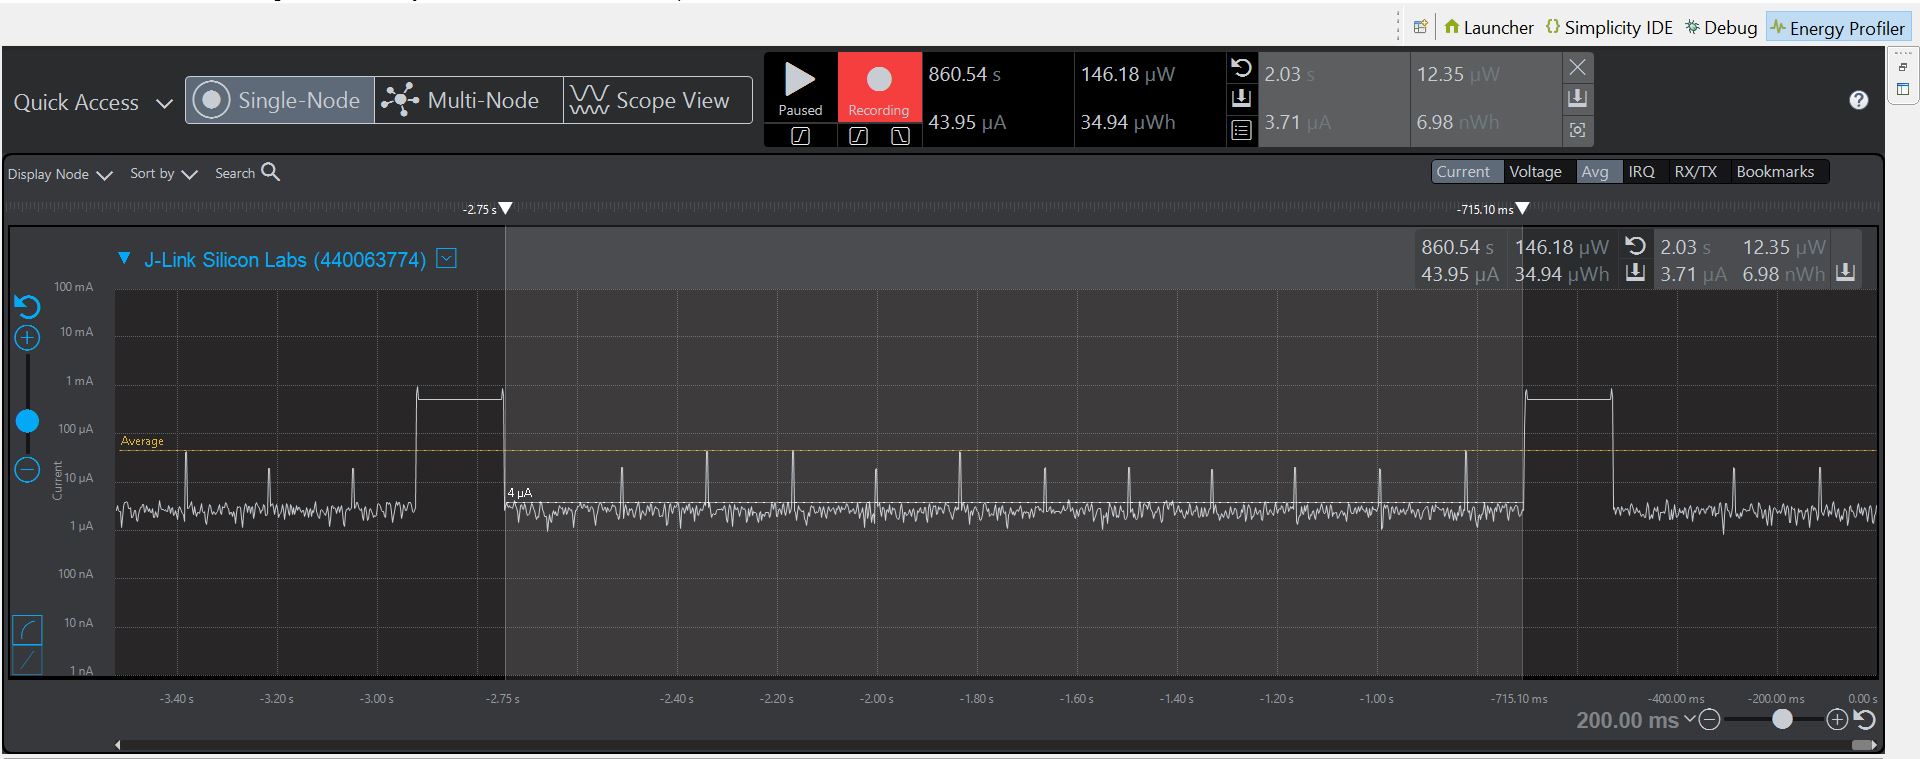 Launcher Simplicity IDE Debug Energy Profiler
Quick Access Single-Node Multi-Node Scope View
Paused Recording
860.54 s 146.18 µW 2.03 s 12.35 µW
43.95 µA 34.94 µWh 3.71 µA 6.98 nWh
Display Node Sort by Search
Current Voltage Avg IRQ RX/TX Bookmarks
-2.75 s -715.10 ms
J-Link Silicon Labs (440063774)
860.54 s 146.18 µW 2.03 s 12.35 µW
43.95 µA 34.94 µWh 3.71 µA 6.98 nWh
100 mA
10 mA
1 mA
100 µA
Average
Current
10 µA
4 µA
1 µA
100 nA
10 nA
1 nA
-3.40 s -3.20 s -3.00 s -2.75 s -2.40 s -2.20 s -2.00 s -1.80 s -1.60 s -1.40 s -1.20 s -1.00 s -715.10 ms -400.00 ms -200.00 ms 0.00 s
200.00 ms